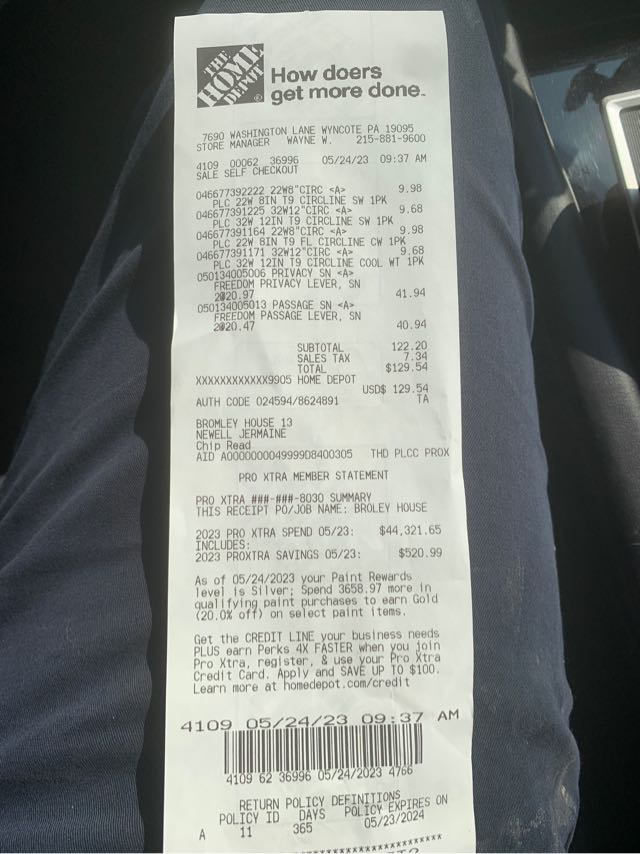 THE
HOME
DEPOT
How doers
get more done.
7690 WASHINGTON LANE WYNCOTE PA 19095
STORE MANAGER WAYNE W. 215-881-9600
4109 00062 36996 05/24/23 09:37 AM
SALE SELF CHECKOUT
046677392222 22W8"CIRC <A> 9.98
PLC 22W 8IN T9 CIRCLINE SW 1PK
046677391225 32W12"CIRC <A> 9.68
PLC 32W 12IN T9 CIRCLINE SW 1PK
046677391164 22W8"CIRC <A> 9.98
PLC 22W 8IN T9 FL CIRCLINE CW 1PK
046677391171 32W12"CIRC <A> 9.68
PLC 32W 12IN T9 CIRCLINE COOL WT 1PK
050134005006 PRIVACY SN <A>
FREEDOM PRIVACY LEVER, SN
2@20.97 41.94
050134005013 PASSAGE SN <A>
FREEDOM PASSAGE LEVER, SN
2@20.47 40.94
SUBTOTAL 122.20
SALES TAX 7.34
TOTAL $129.54
XXXXXXXXXXXX9905 HOME DEPOT
USD$ 129.54
AUTH CODE 024594/8624891 TA
BROMLEY HOUSE 13
NEWELL JERMAINE
Chip Read
AID A0000000049999D8400305 THD PLCC PROX
PRO XTRA MEMBER STATEMENT
PRO XTRA ###-###-8030 SUMMARY
THIS RECEIPT PO/JOB NAME: BROLEY HOUSE
2023 PRO XTRA SPEND 05/23: $44,321.65
INCLUDES:
2023 PROXTRA SAVINGS 05/23: $520.99
As of 05/24/2023 your Paint Rewards
level is Silver; Spend 3658.97 more in
qualifying paint purchases to earn Gold
(20.0% off) on select paint items.
Get the CREDIT LINE your business needs
PLUS earn Perks 4X FASTER when you join
Pro Xtra, register, & use your Pro Xtra
Credit Card. Apply and SAVE UP TO $100.
Learn more at homedepot.com/credit
4109 05/24/23 09:37 AM
4109 62 36996 05/24/2023 4766
RETURN POLICY DEFINITIONS
POLICY ID DAYS POLICY EXPIRES ON
A 11 365 05/23/2024